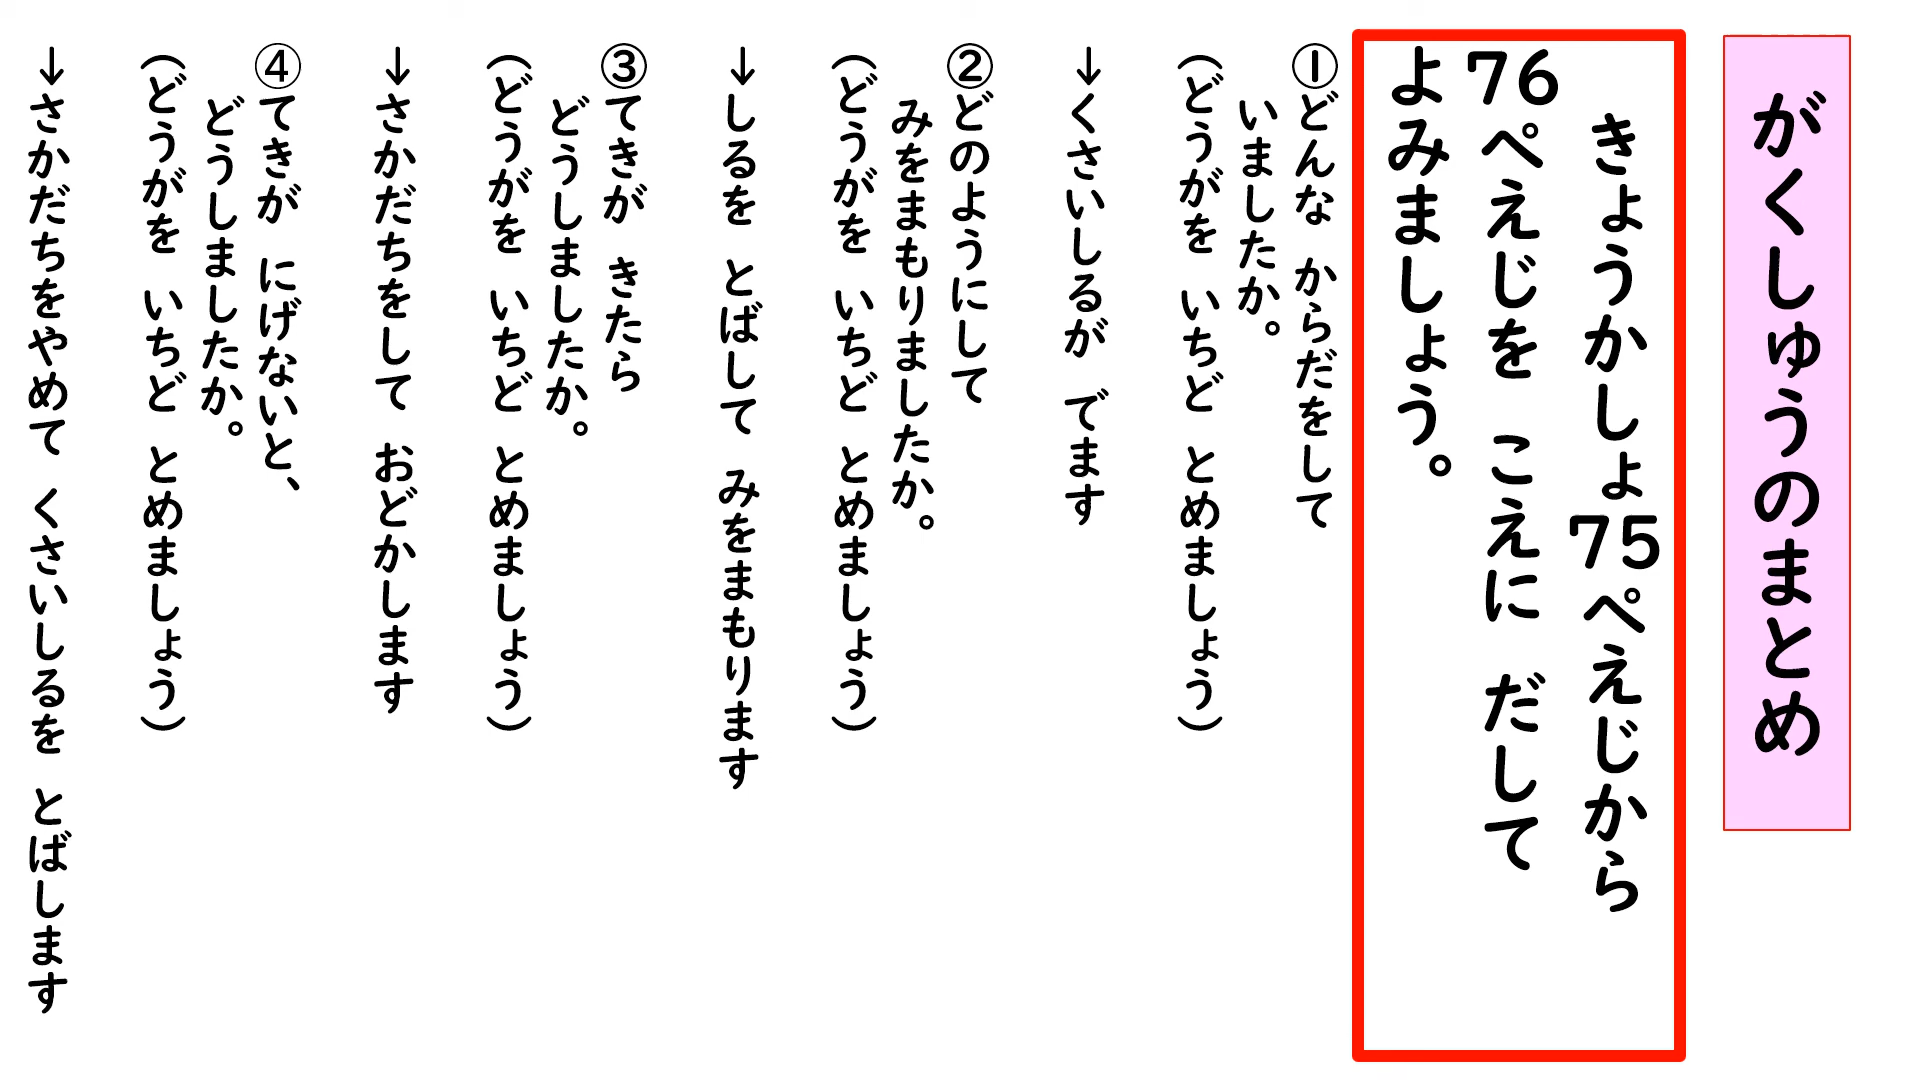 がくしゅうのまとめ
きょうかしょ75ぺえじから
76ぺえじを こえに だして
よみましょう。
①どんな からだをして
いましたか。
(どうがを いちど とめましょう)
→くさいしるが でます
②どのようにして
みをまもりましたか。
(どうがを いちど とめましょう)
→しるを とばして みをまもります
③てきが きたら
どうしましたか。
(どうがを いちど とめましょう)
→さかだちをして おどかします
④てきが にげないと、
どうしましたか。
(どうがを いちど とめましょう)
→さかだちをやめて くさいしるを とばします